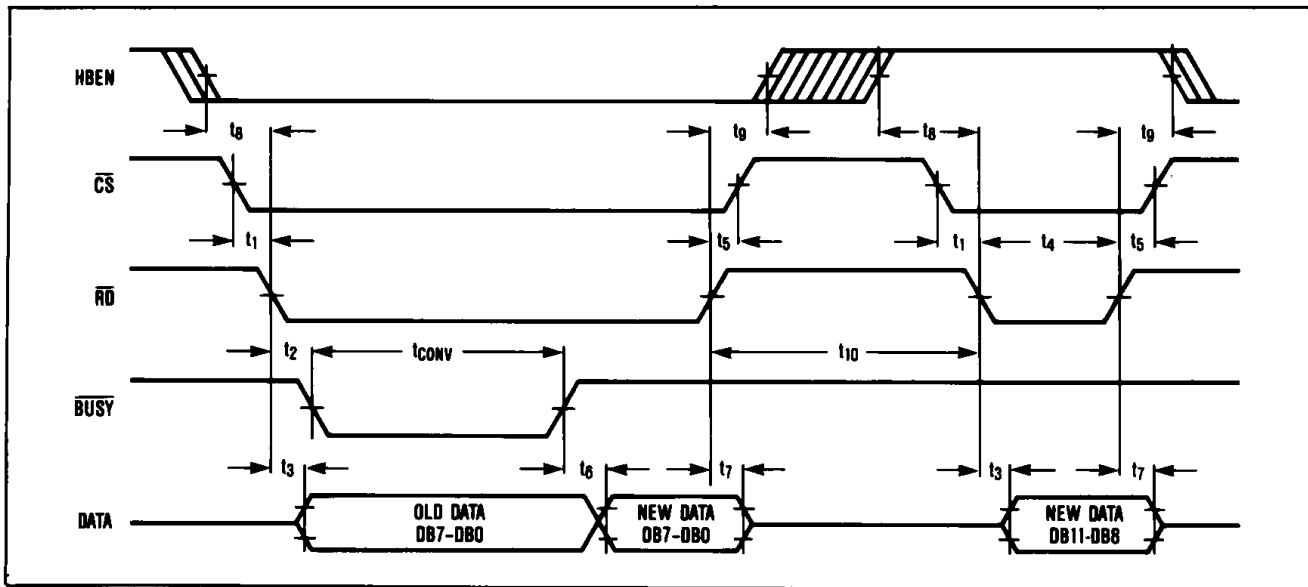 HBEN
t8 t9 t8 t9
CS
t1 t5 t1 t4 t5
RD
t2 tCONV t10
BUSY
t3 t6 t7 t3 t7
DATA
OLD DATA
DB7-DB0
NEW DATA
DB7-DB0
NEW DATA
DB11-DB8